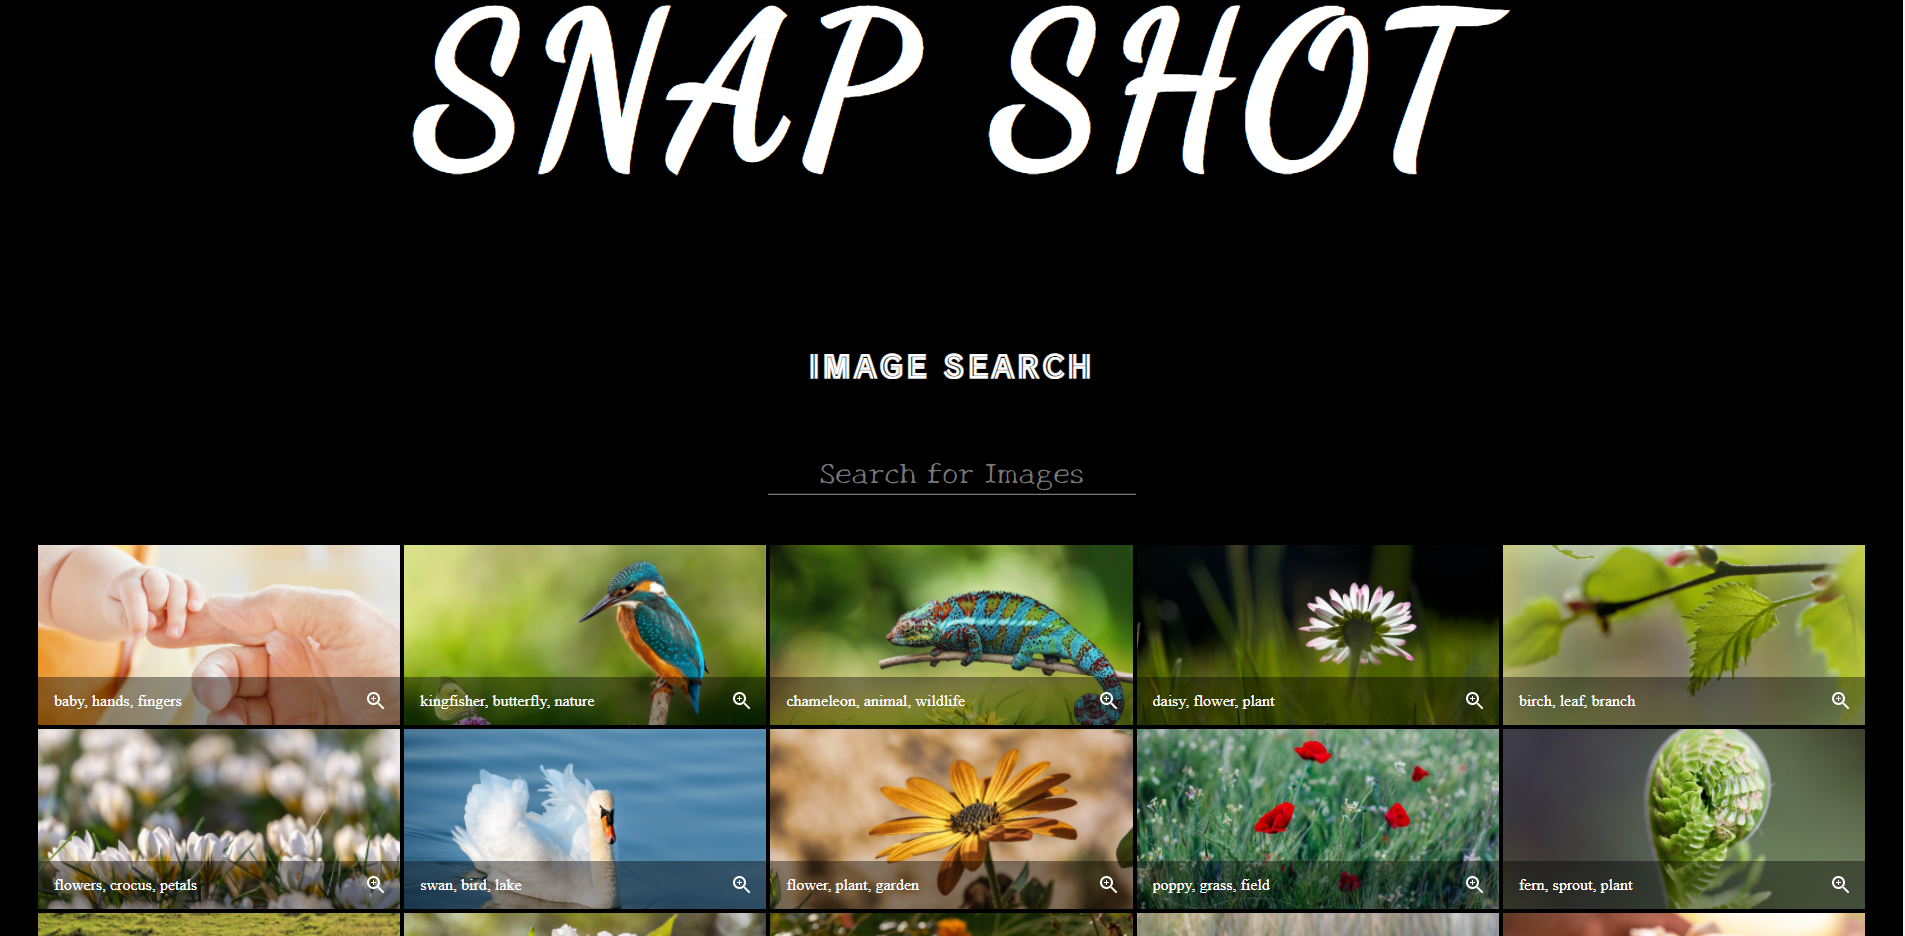 SNAP SHOT
IMAGE SEARCH
Search for Images
baby, hands, fingers
kingfisher, butterfly, nature
chameleon, animal, wildlife
daisy, flower, plant
birch, leaf, branch
flowers, crocus, petals
swan, bird, lake
flower, plant, garden
poppy, grass, field
fern, sprout, plant